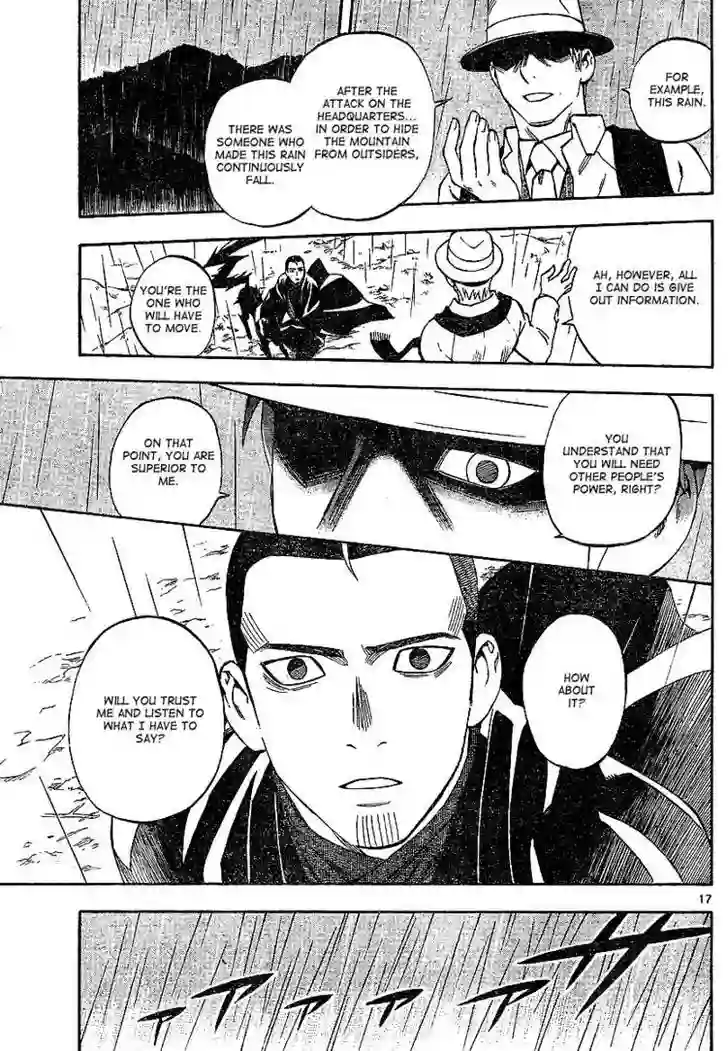 FOR
EXAMPLE,
THIS RAIN.
AFTER THE
ATTACK ON THE
HEADQUARTERS...
IN ORDER TO HIDE
THE MOUNTAIN
FROM OUTSIDERS,
THERE WAS
SOMEONE WHO
MADE THIS RAIN
CONTINUOUSLY
FALL.
AH, HOWEVER, ALL
I CAN DO IS GIVE
OUT INFORMATION.
YOU'RE THE
ONE WHO
WILL HAVE
TO MOVE.
YOU
UNDERSTAND THAT
YOU WILL NEED
OTHER PEOPLE'S
POWER, RIGHT?
ON THAT
POINT, YOU ARE
SUPERIOR TO
ME.
HOW
ABOUT
IT?
WILL YOU TRUST
ME AND LISTEN TO
WHAT I HAVE TO
SAY?
17